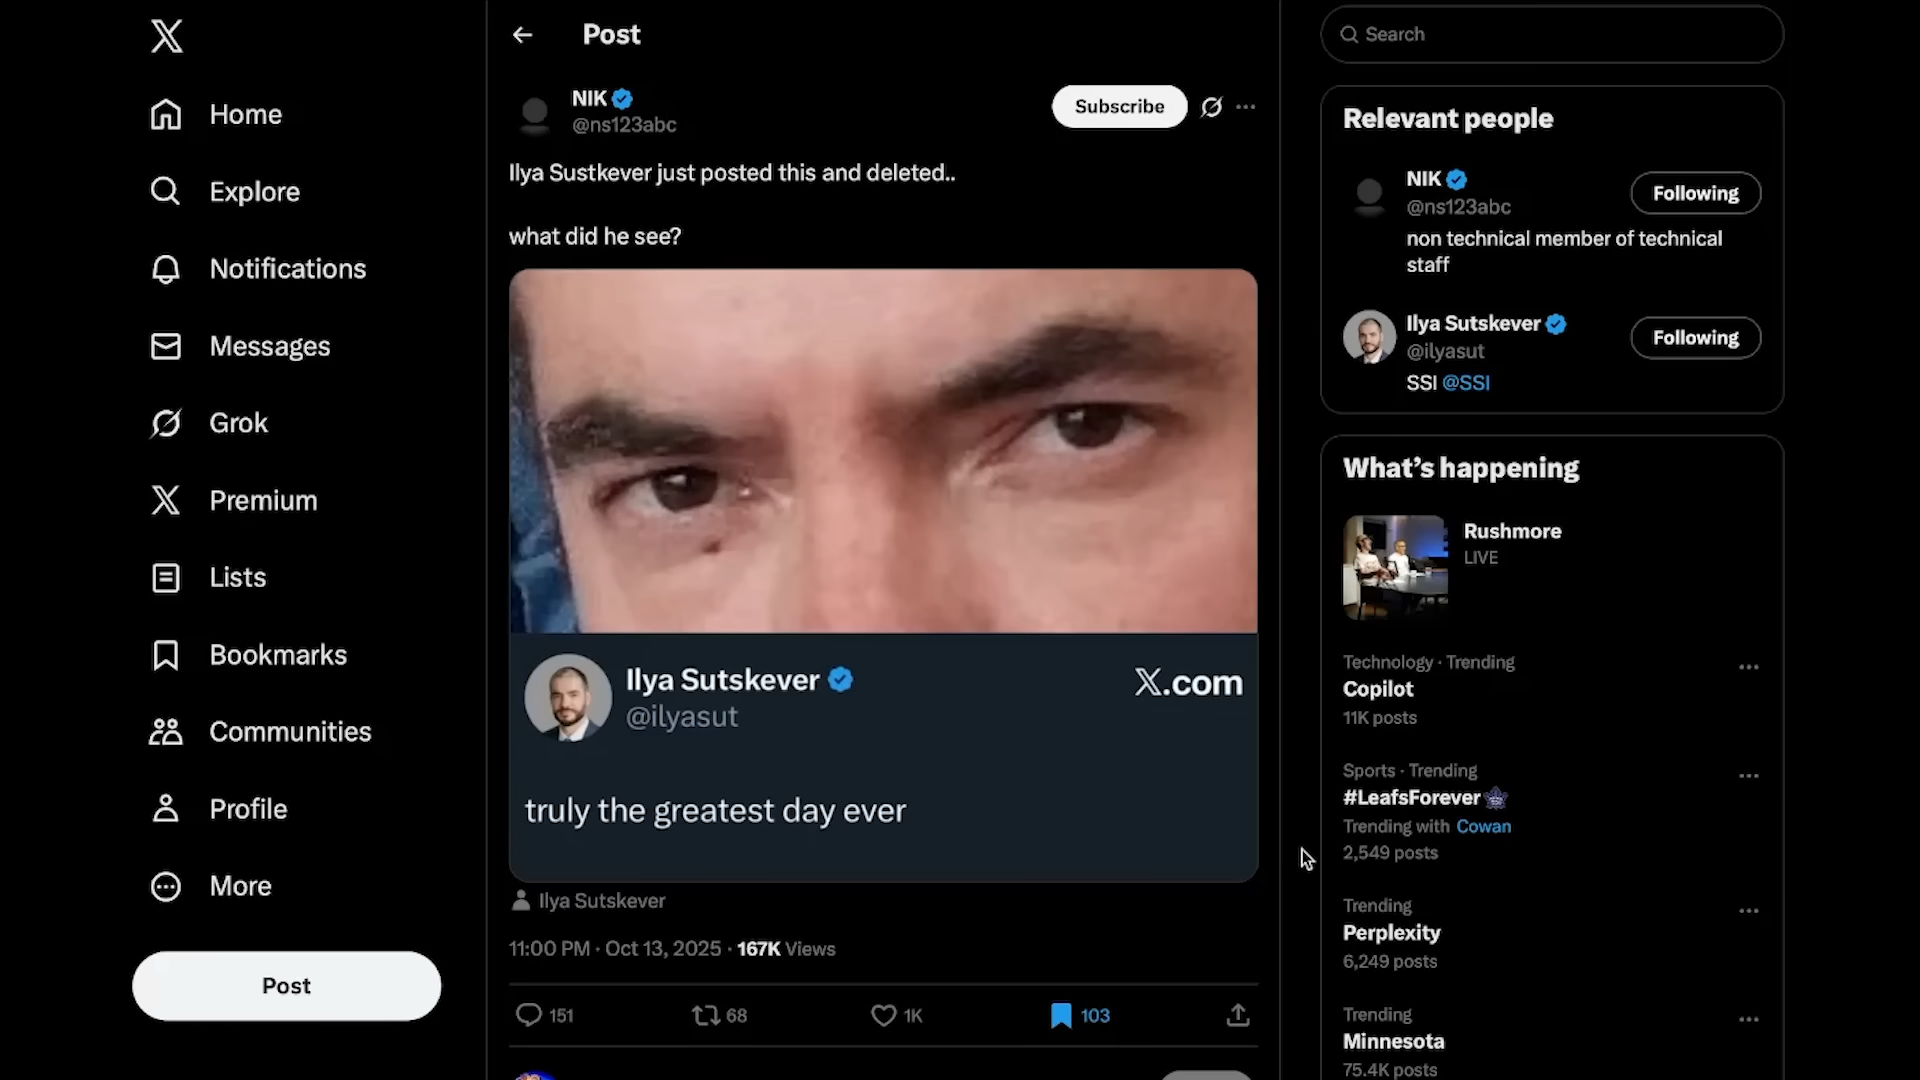 Home
Explore
Notifications
Messages
Grok
Premium
Lists
Bookmarks
Communities
Profile
More
Post
Post
NIK
@ns123abc
Subscribe
Ilya Sustkever just posted this and deleted..
what did he see?
Ilya Sutskever
@ilyasut
X.com
truly the greatest day ever
Ilya Sutskever
11:00 PM · Oct 13, 2025 · 167K Views
151
68
1K
103
Search
Relevant people
NIK
@ns123abc
Following
non technical member of technical
staff
Ilya Sutskever
@ilyasut
Following
SSI @SSI
What’s happening
Rushmore
LIVE
Technology · Trending
Copilot
11K posts
Sports · Trending
#LeafsForever
Trending with Cowan
2,549 posts
Trending
Perplexity
6,249 posts
Trending
Minnesota
75.4K posts